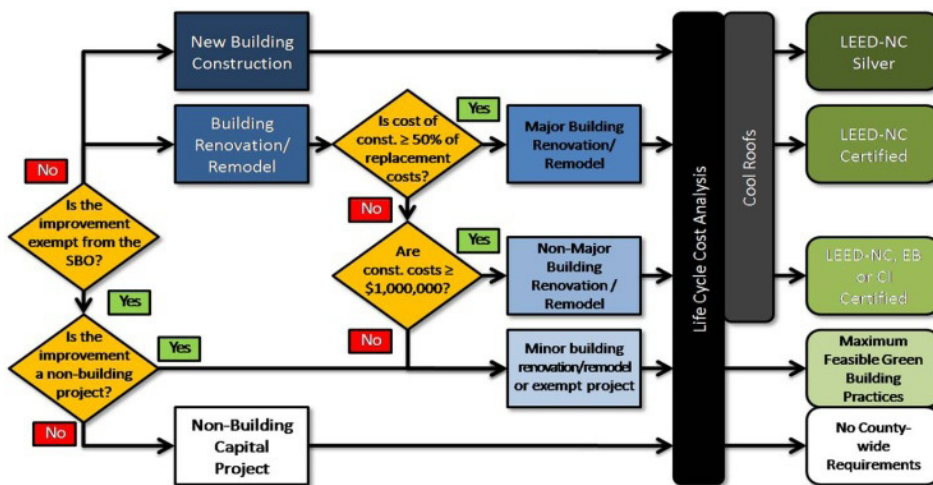 New Building
Construction
LEED-NC
Silver
Building
Renovation/
Remodel
Is cost of
const. ≥ 50% of
replacement
costs?
Yes
Major Building
Renovation/
Remodel
LEED-NC
Certified
No
Is the
improvement
exempt from the
SBO?
No
Are
const. costs ≥
$1,000,000?
Yes
Non-Major
Building
Renovation /
Remodel
Life Cycle Cost Analysis
Cool Roofs
LEED-NC, EB
or CI
Certified
Yes
Is the
improvement
a non-building
project?
Yes
No
Minor building
renovation/remodel
or exempt project
Maximum
Feasible Green
Building
Practices
No
Non-Building
Capital
Project
No County-
wide
Requirements